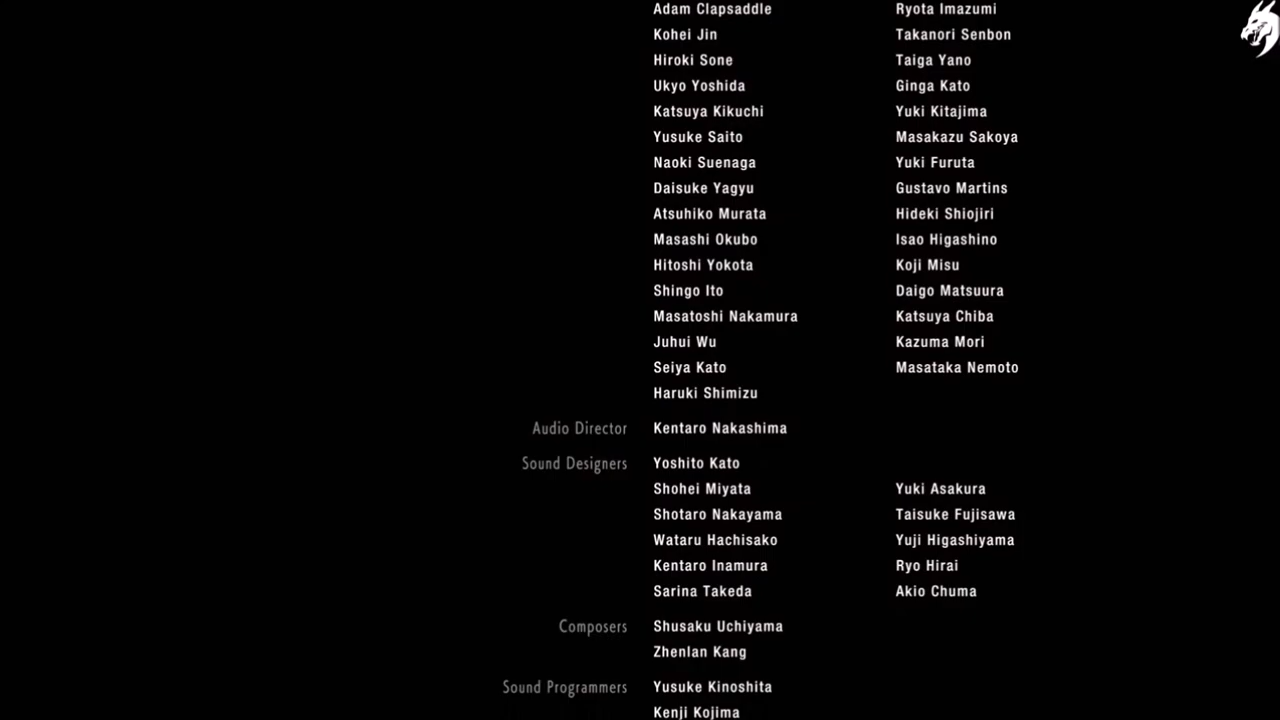 Adam Clapsaddle Ryota Imazumi
Kohei Jin Takanori Senbon
Hiroki Sone Taiga Yano
Ukyo Yoshida Ginga Kato
Katsuya Kikuchi Yuki Kitajima
Yusuke Saito Masakazu Sakoya
Naoki Suenaga Yuki Furuta
Daisuke Yagyu Gustavo Martins
Atsuhiko Murata Hideki Shiojiri
Masashi Okubo Isao Higashino
Hitoshi Yokota Koji Misu
Shingo Ito Daigo Matsuura
Masatoshi Nakamura Katsuya Chiba
Juhui Wu Kazuma Mori
Seiya Kato Masataka Nemoto
Haruki Shimizu
Audio Director Kentaro Nakashima
Sound Designers Yoshito Kato
Shohei Miyata Yuki Asakura
Shotaro Nakayama Taisuke Fujisawa
Wataru Hachisako Yuji Higashiyama
Kentaro Inamura Ryo Hirai
Sarina Takeda Akio Chuma
Composers Shusaku Uchiyama
Zhenlan Kang
Sound Programmers Yusuke Kinoshita
Kenji Kojima